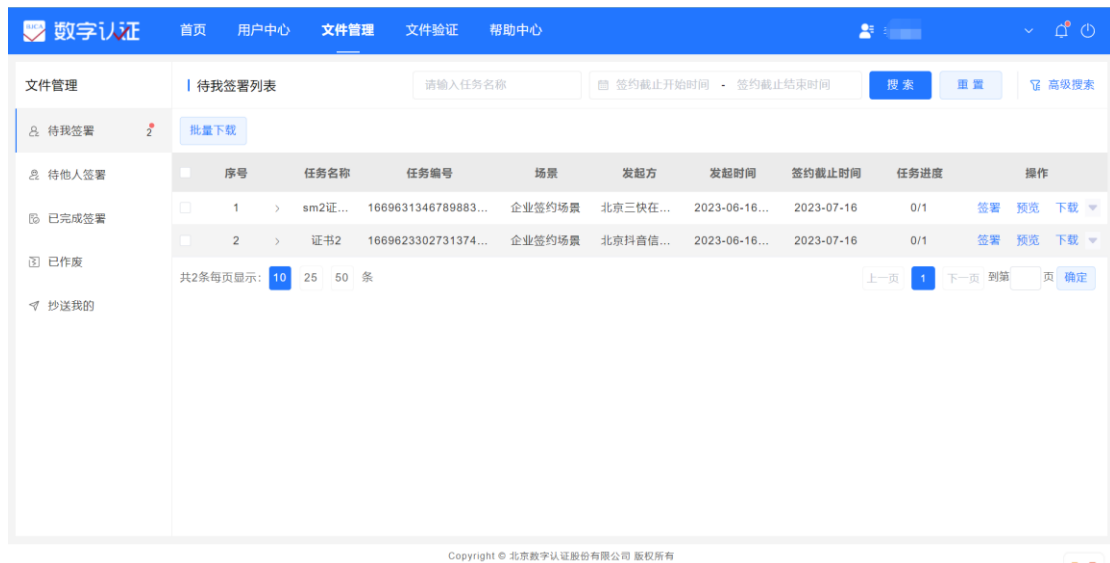 BJCA 数字认证 首页 用户中心 文件管理 文件验证 帮助中心
文件管理 待我签署列表 请输入任务名称 签约截止开始时间 - 签约截止结束时间 搜索 重置 高级搜索
待我签署 2 批量下载
序号 任务名称 任务编号 场景 发起方 发起时间 签约截止时间 任务进度 操作
待他人签署
1 > sm2证... 1669631346789883... 企业签约场景 北京三快在... 2023-06-16... 2023-07-16 0/1 签署 预览 下载
已完成签署
2 > 证书2 1669623302731374... 企业签约场景 北京抖音信... 2023-06-16... 2023-07-16 0/1 签署 预览 下载
已作废
共2条每页显示: 10 25 50 条 上一页 1 下一页 到第 页 确定
抄送我的
Copyright © 北京数字认证股份有限公司 版权所有